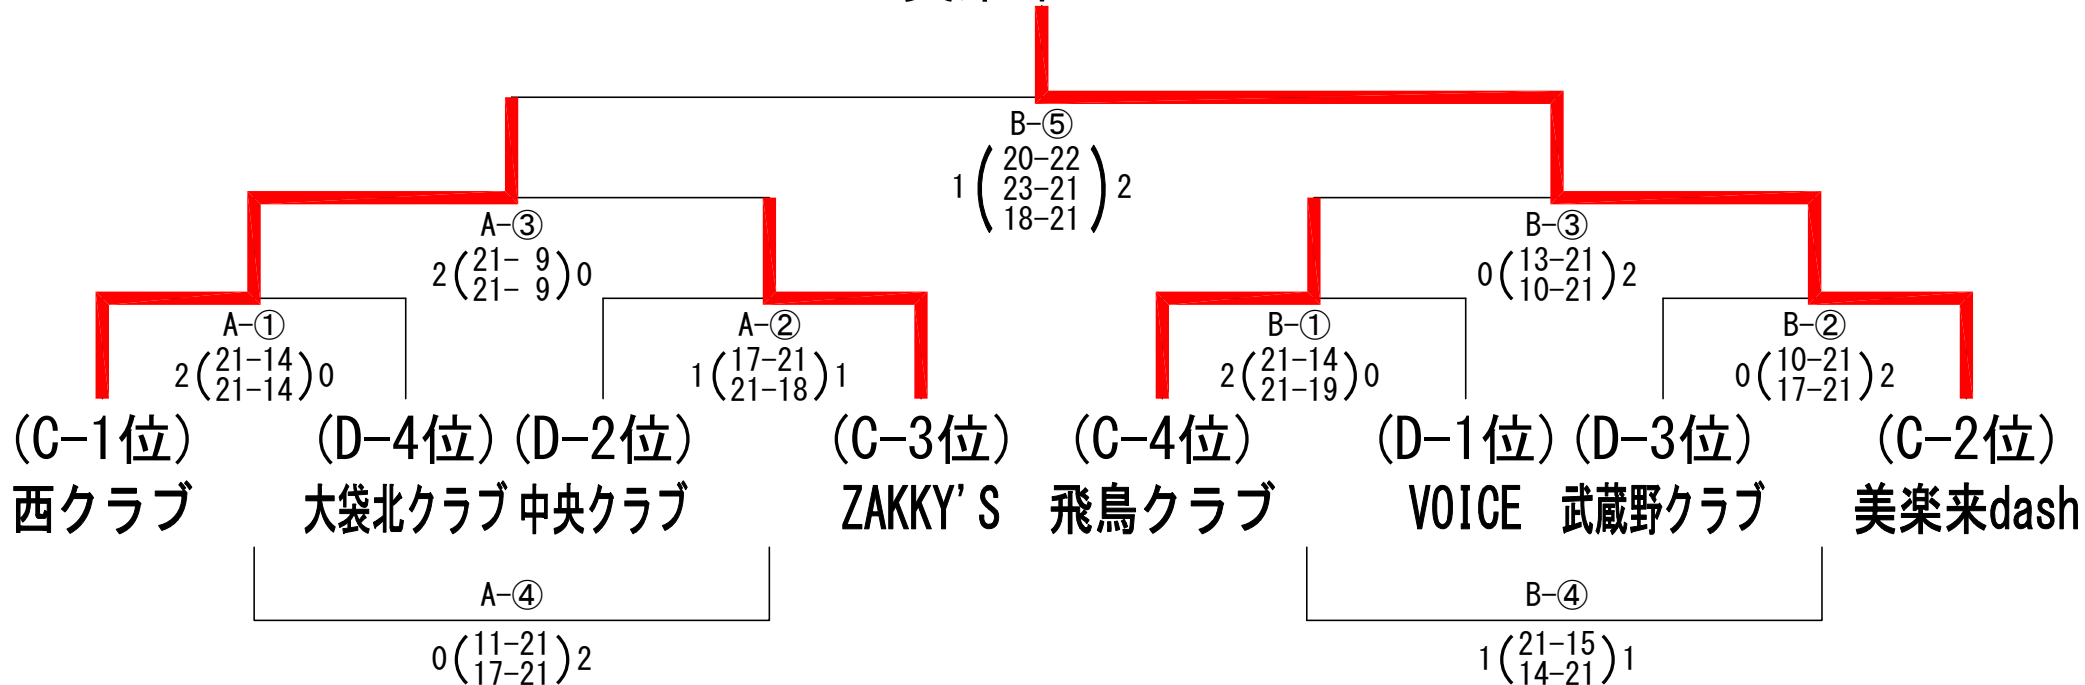 B-⑤
1(20-22
23-21
18-21)2
A-③
2(21- 9
21- 9)0
B-③
0(13-21
10-21)2
A-①
2(21-14
21-14)0
A-②
1(17-21
21-18)1
B-①
2(21-14
21-19)0
B-②
0(10-21
17-21)2
(C-1位) (D-4位) (D-2位) (C-3位) (C-4位) (D-1位) (D-3位) (C-2位)
西クラブ 大袋北クラブ 中央クラブ ZAKKY'S 飛鳥クラブ VOICE 武蔵野クラブ 美楽来dash
A-④
0(11-21
17-21)2
B-④
1(21-15
14-21)1